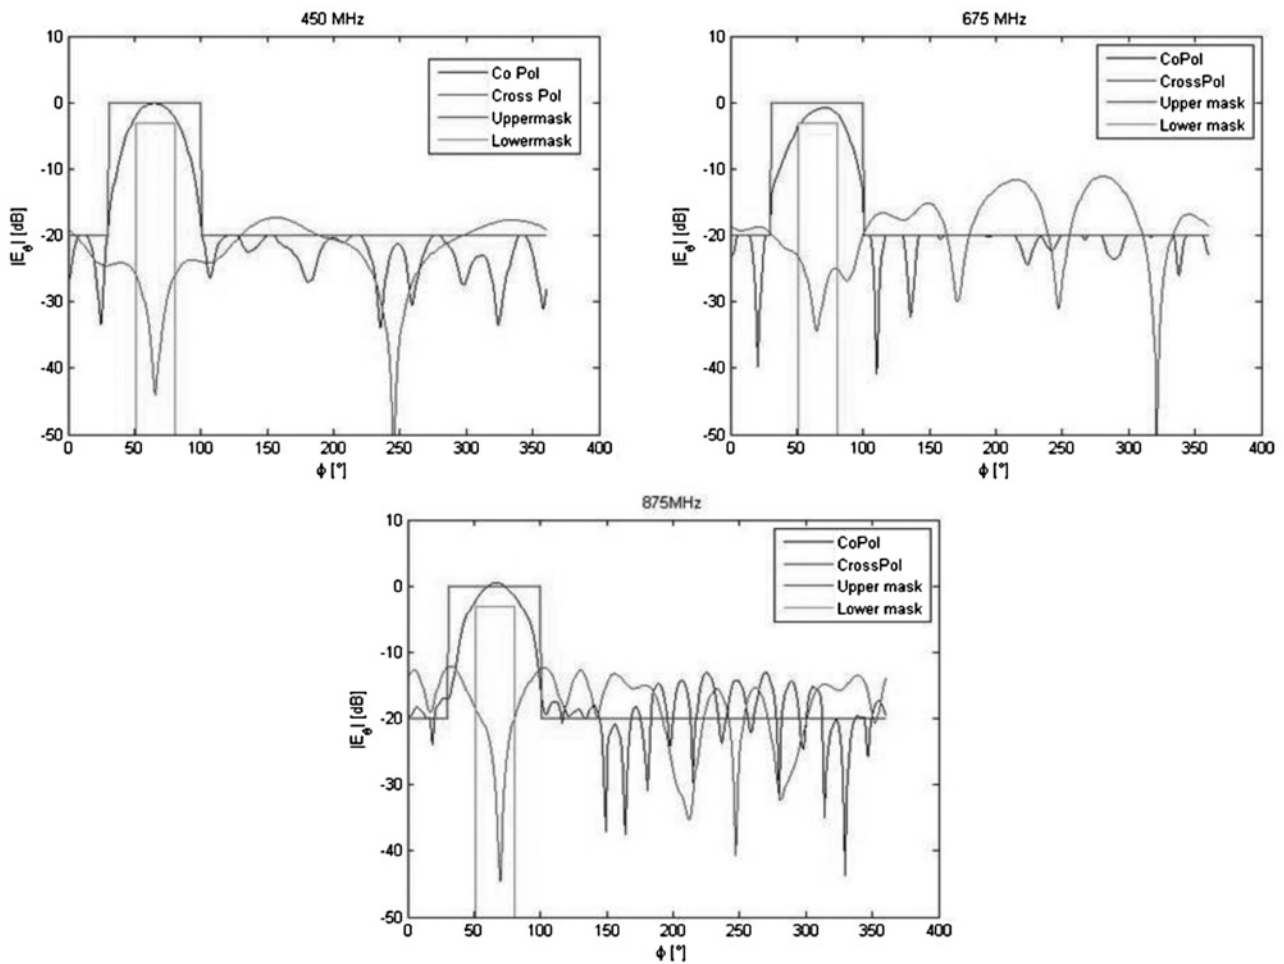 450 MHz
10
0
-10
-20
-30
-40
-50
|E_θ| [dB]
0 50 100 150 200 250 300 350 400
ϕ [°]
Co Pol
Cross Pol
Uppermask
Lowermask
675 MHz
10
0
-10
-20
-30
-40
-50
|E_θ| [dB]
0 50 100 150 200 250 300 350 400
ϕ [°]
CoPol
CrossPol
Upper mask
Lower mask
875MHz
10
0
-10
-20
-30
-40
-50
|E_θ| [dB]
0 50 100 150 200 250 300 350 400
ϕ [°]
CoPol
CrossPol
Upper mask
Lower mask